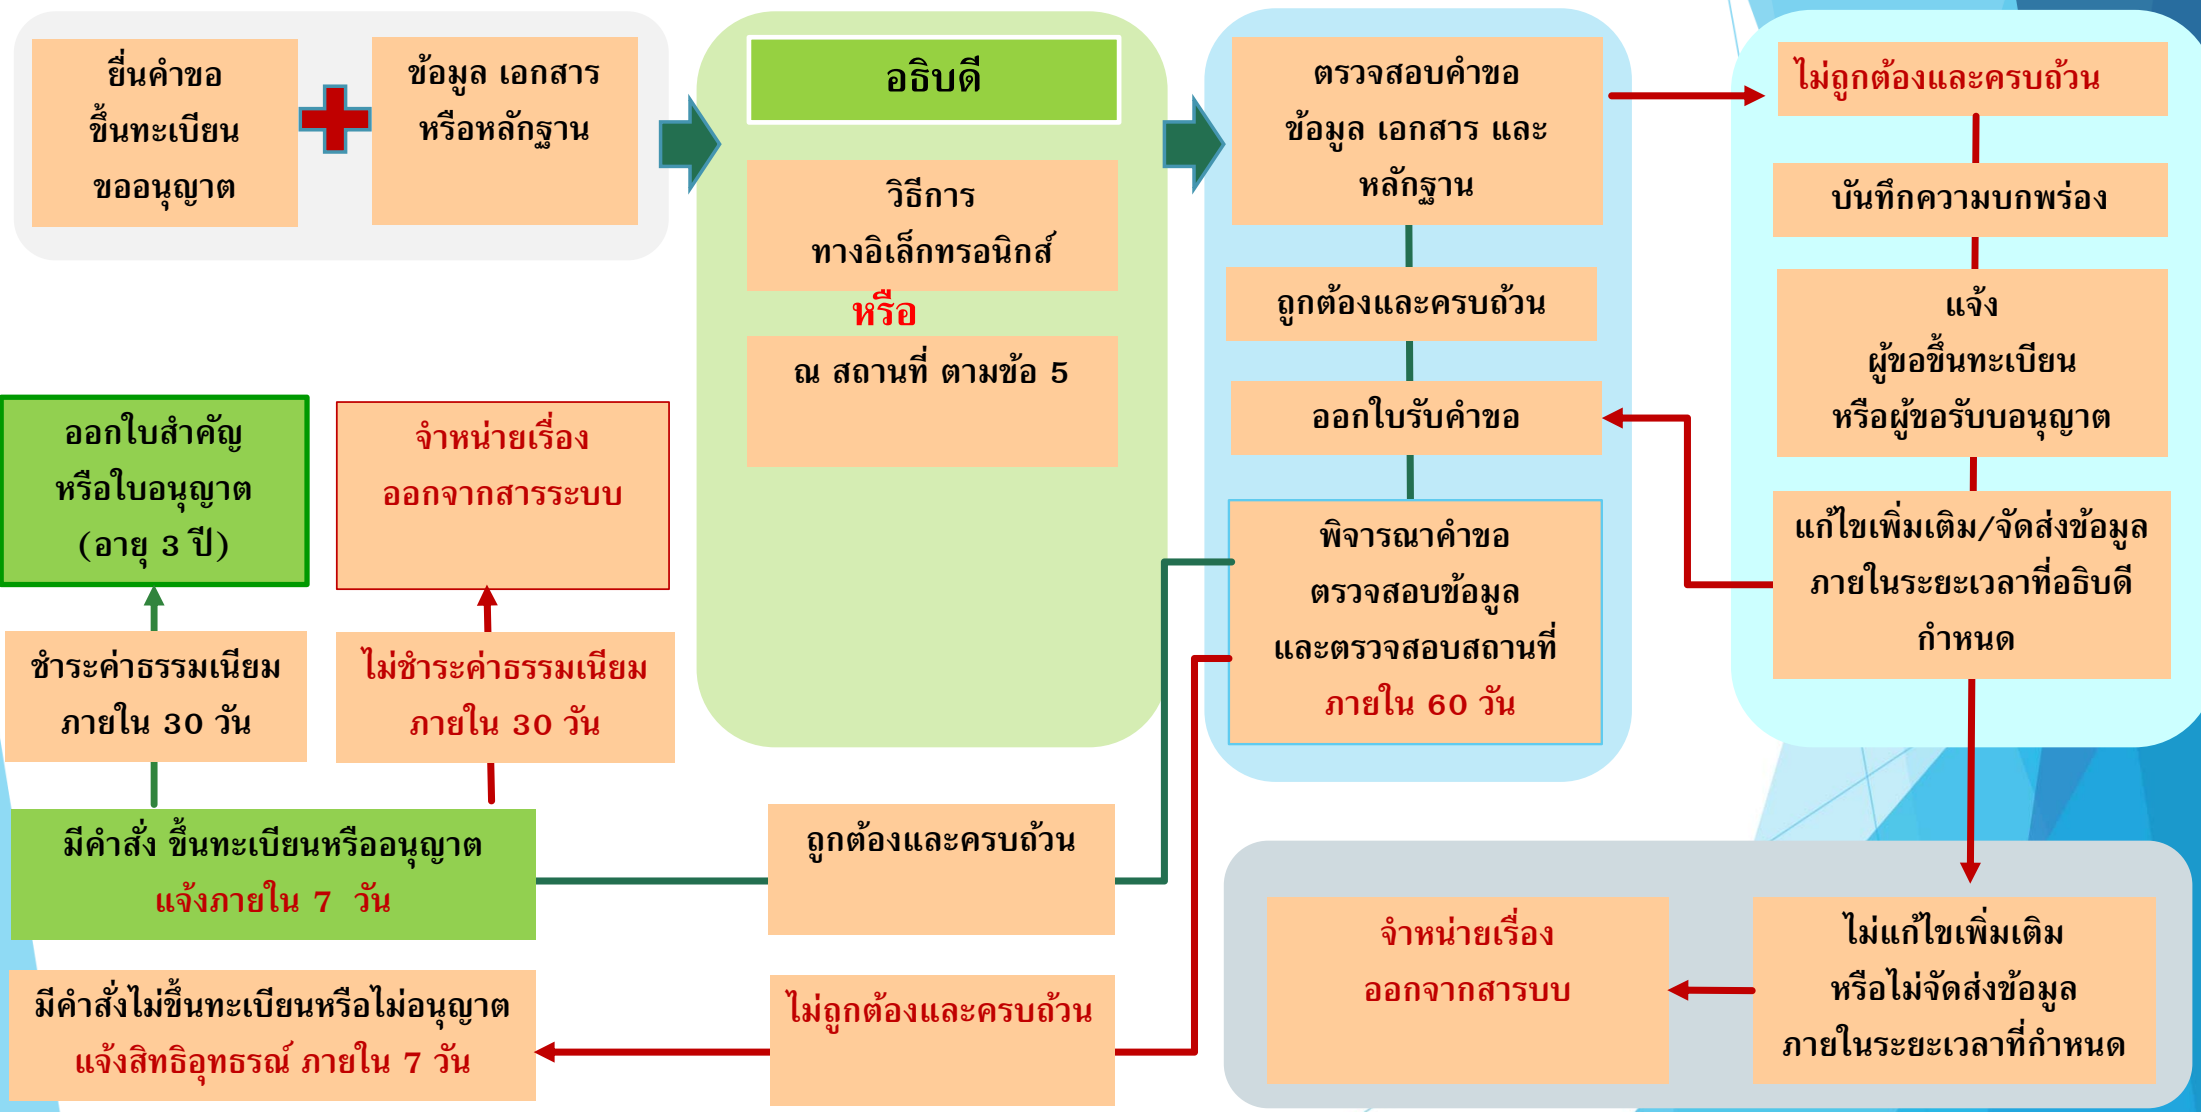 ยื่นคำขอ
ขึ้นทะเบียน
ขออนุญาต
ข้อมูล เอกสาร
หรือหลักฐาน
อธิบดี
วิธีการ
ทางอิเล็กทรอนิกส์
หรือ
ณ สถานที่ ตามข้อ 5
ตรวจสอบคำขอ
ข้อมูล เอกสาร และ
หลักฐาน
ถูกต้องและครบถ้วน
ออกใบรับคำขอ
พิจารณาคำขอ
ตรวจสอบข้อมูล
และตรวจสอบสถานที่
ภายใน 60 วัน
ไม่ถูกต้องและครบถ้วน
บันทึกความบกพร่อง
แจ้ง
ผู้ขอขึ้นทะเบียน
หรือผู้ขอรับบอนุญาต
แก้ไขเพิ่มเติม/จัดส่งข้อมูล
ภายในระยะเวลาที่อธิบดี
กำหนด
ออกใบสำคัญ
หรือใบอนุญาต
(อายุ 3 ปี)
จำหน่ายเรื่อง
ออกจากสารระบบ
ชำระค่าธรรมเนียม
ภายใน 30 วัน
ไม่ชำระค่าธรรมเนียม
ภายใน 30 วัน
มีคำสั่ง ขึ้นทะเบียนหรืออนุญาต
แจ้งภายใน 7 วัน
ถูกต้องและครบถ้วน
มีคำสั่งไม่ขึ้นทะเบียนหรือไม่อนุญาต
แจ้งสิทธิอุทธรณ์ ภายใน 7 วัน
ไม่ถูกต้องและครบถ้วน
จำหน่ายเรื่อง
ออกจากสารบบ
ไม่แก้ไขเพิ่มเติม
หรือไม่จัดส่งข้อมูล
ภายในระยะเวลาที่กำหนด